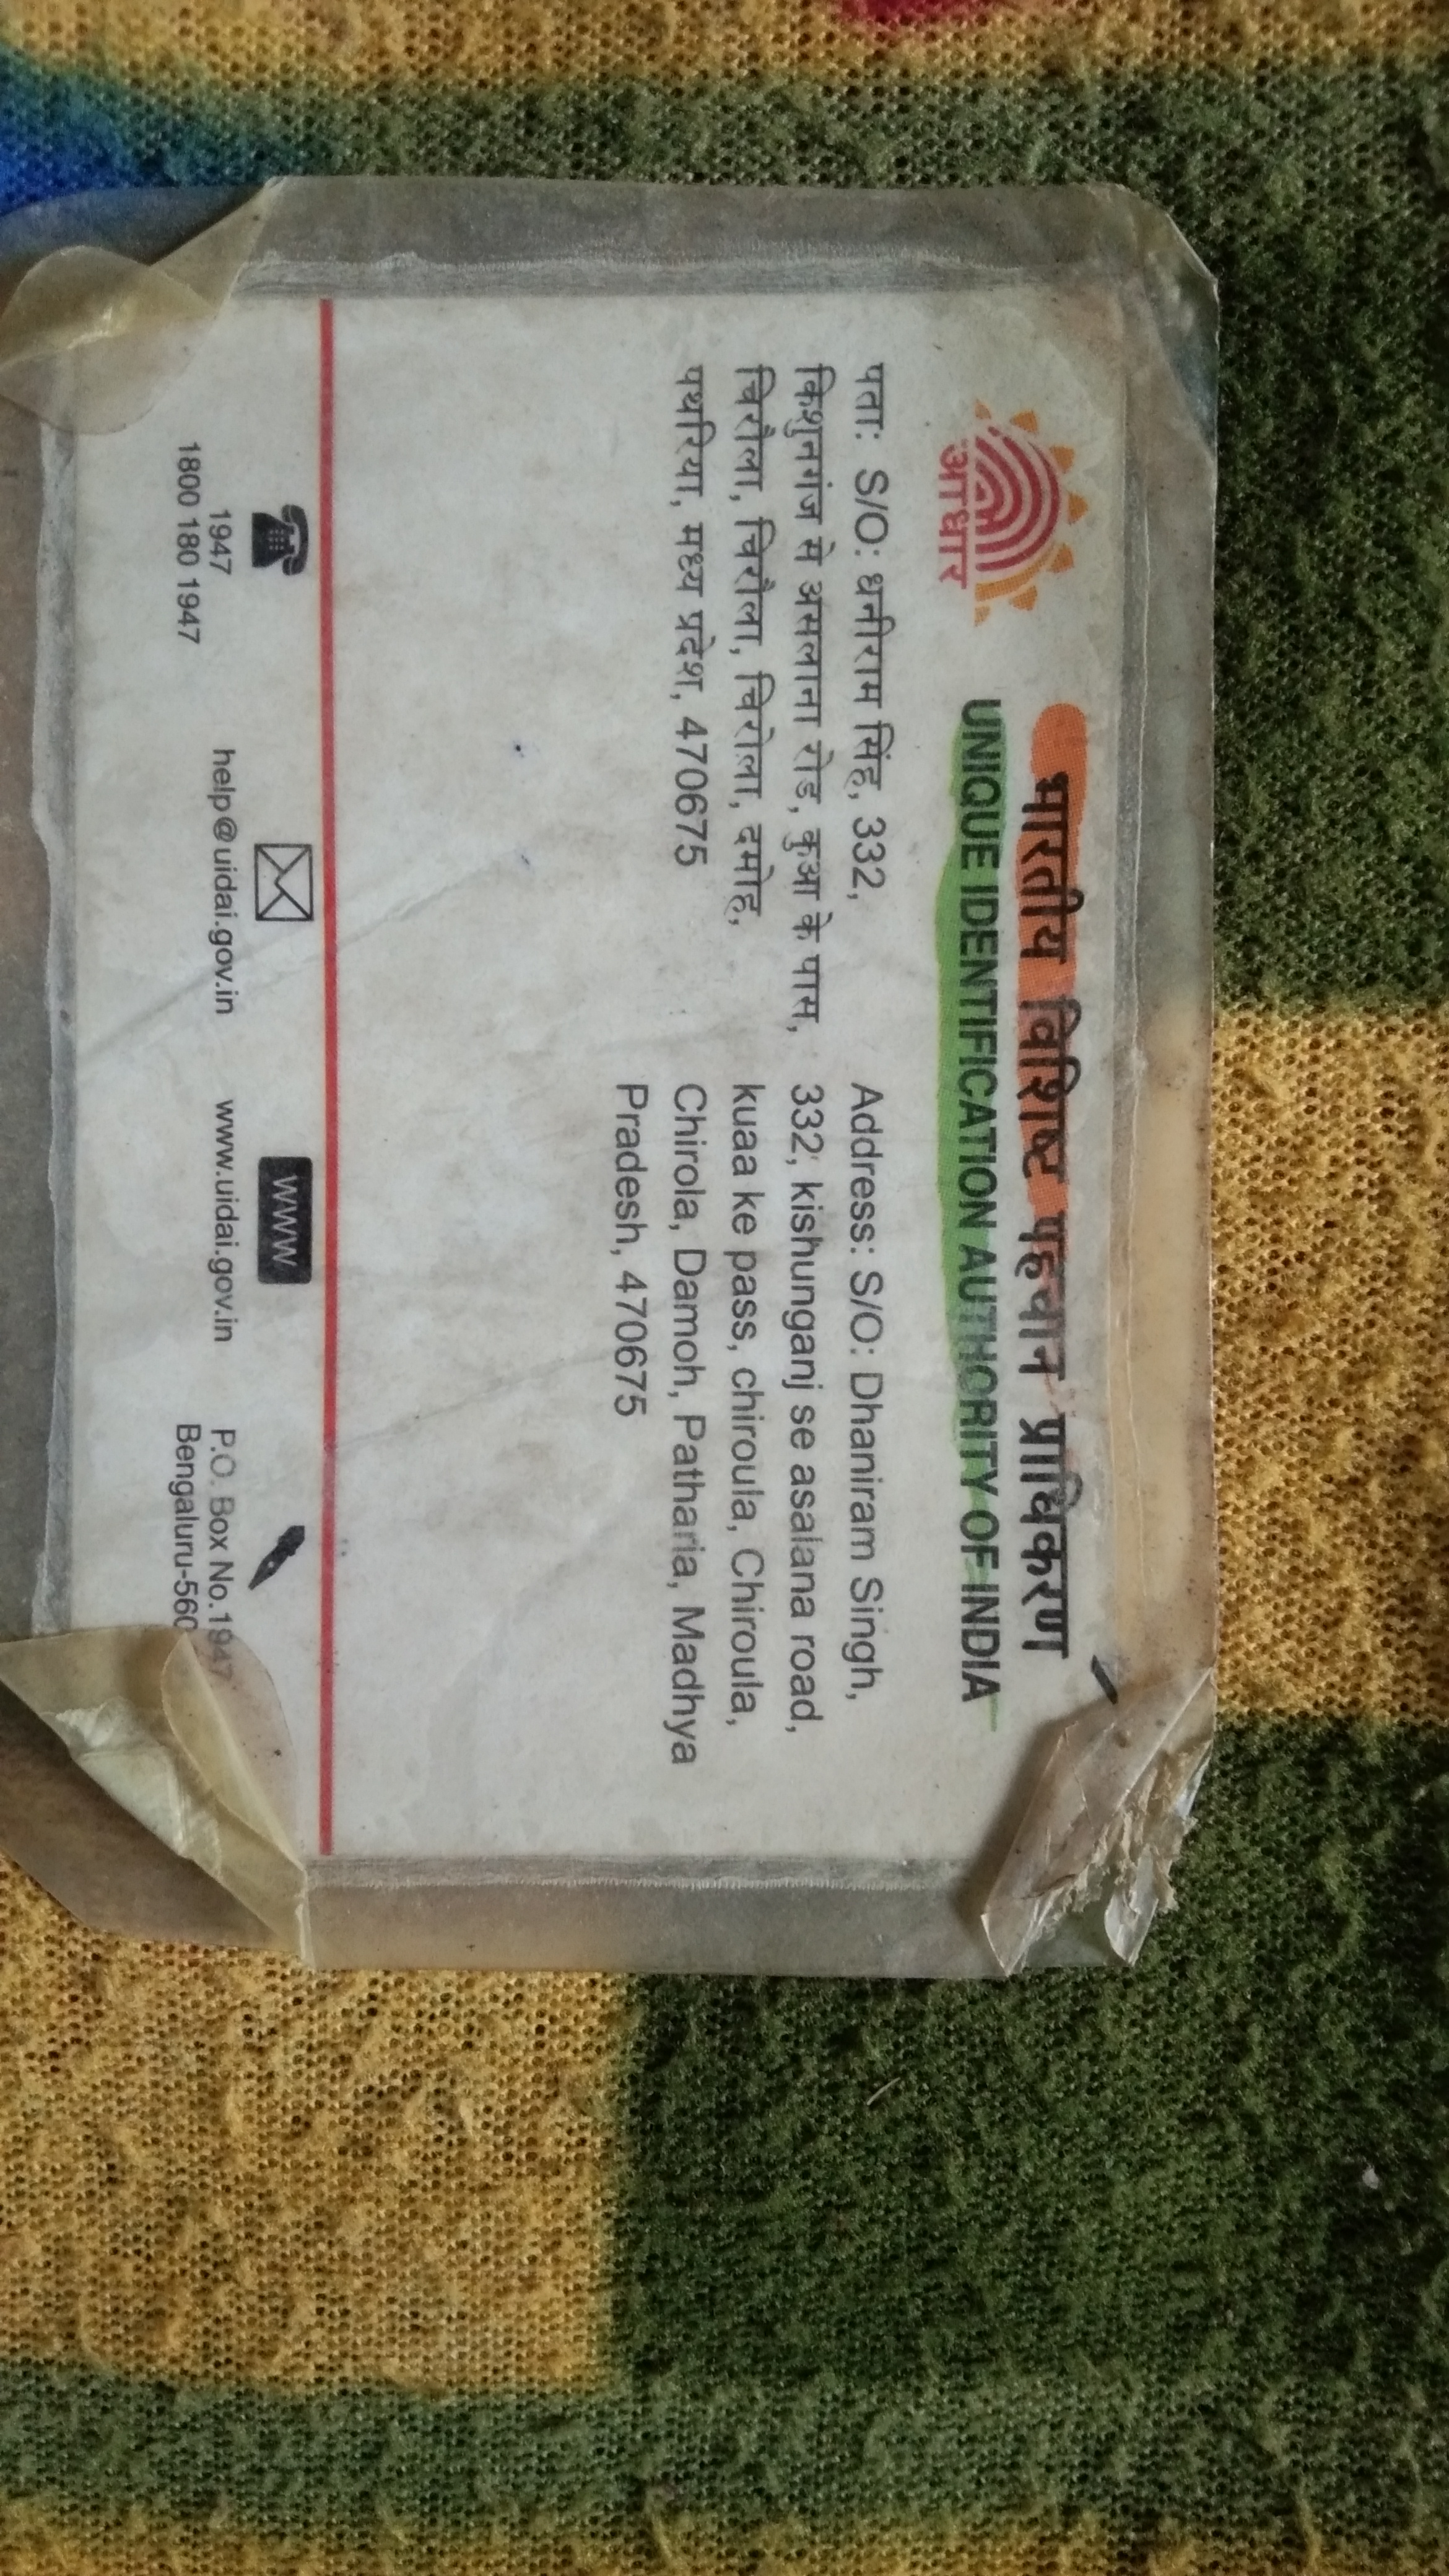 भारतीय विशिष्ट पहचान प्राधिकरण
UNIQUE IDENTIFICATION AUTHORITY OF INDIA
आधार
पता: S/O: धनीराम सिंह, 332,
किशुनगंज से असलाना रोड, कुआ के पास,
चिरौला, चिरौला, चिरोला, दमोह,
पथरिया, मध्य प्रदेश, 470675
Address: S/O: Dhaniram Singh,
332, kishunganj se asalana road,
kuaa ke pass, chiroula, Chiroula,
Chirola, Damoh, Patharia, Madhya
Pradesh, 470675
1947
1800 180 1947
help@uidai.gov.in
WWW
www.uidai.gov.in
P.O. Box No.1947
Bengaluru-560